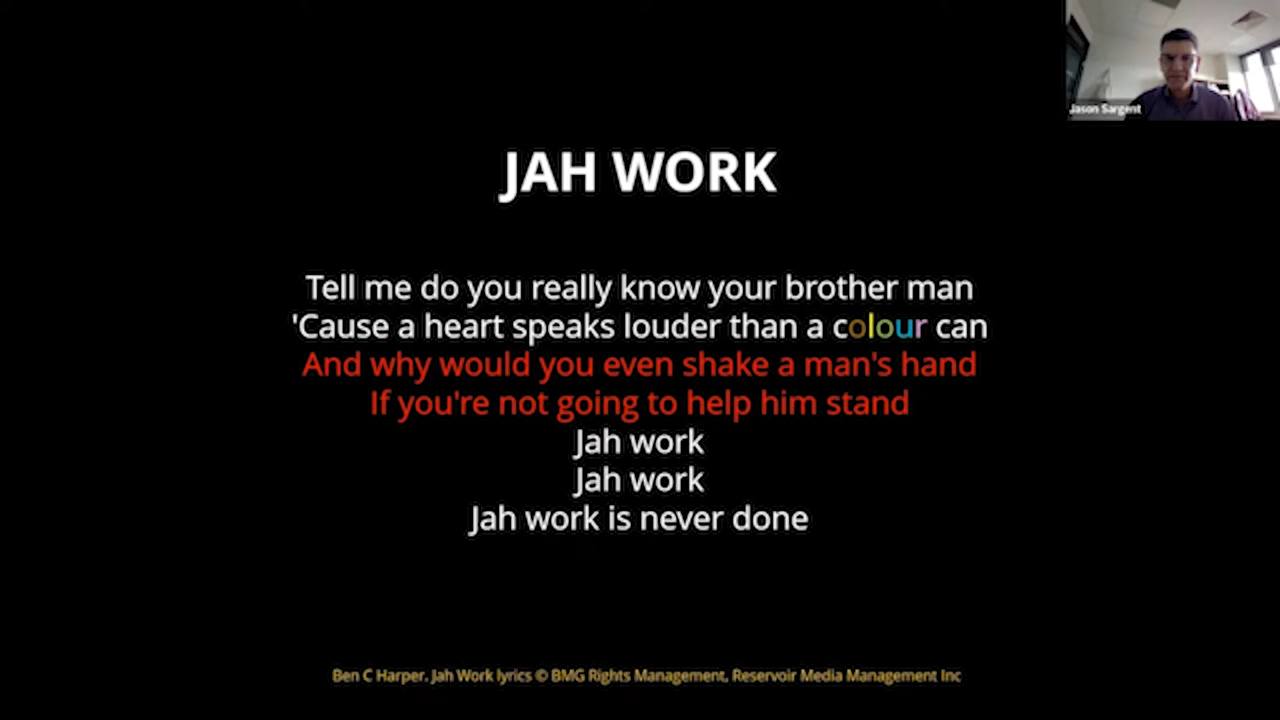 Jason Sargent
JAH WORK
Tell me do you really know your brother man
'Cause a heart speaks louder than a colour can
And why would you even shake a man's hand
If you're not going to help him stand
Jah work
Jah work
Jah work is never done
Ben C Harper. Jah Work lyrics © BMG Rights Management, Reservoir Media Management Inc